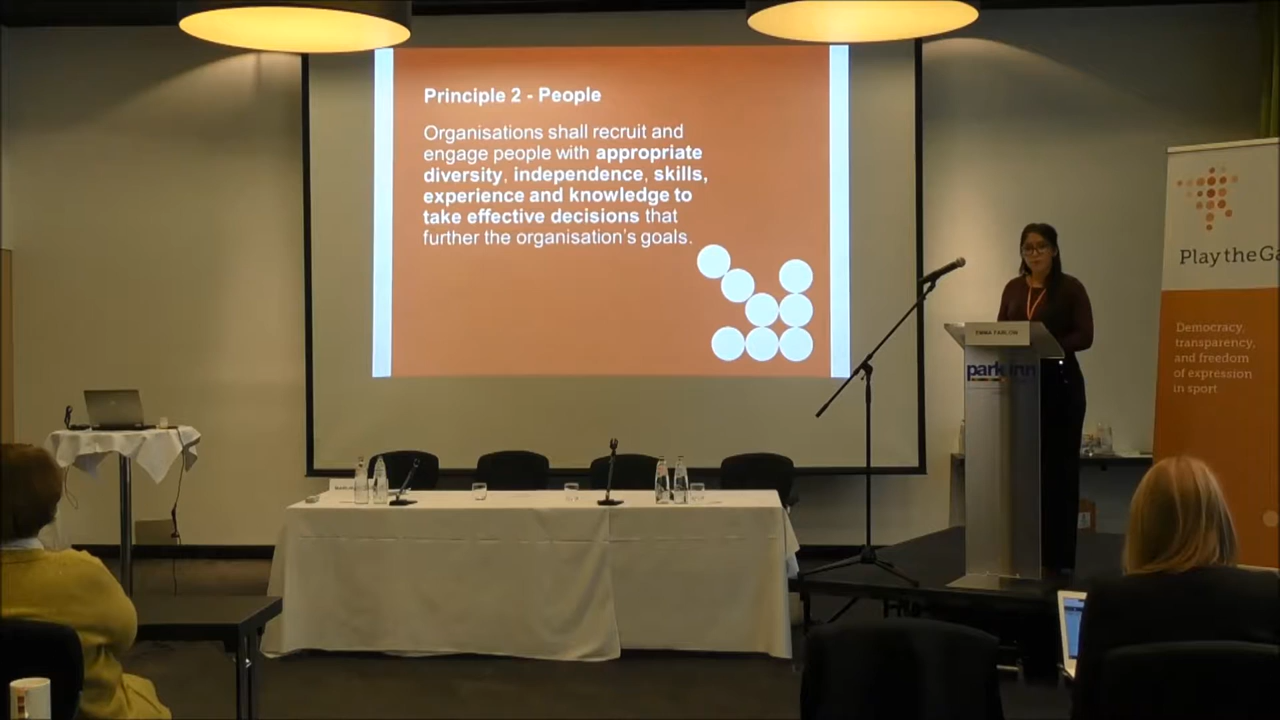 Principle 2 - People
Organisations shall recruit and
engage people with appropriate
diversity, independence, skills,
experience and knowledge to
take effective decisions that
further the organisation's goals.
EMMA
park inn
Play the Ga
Democracy,
transparency,
and freedom
of expression
in sport